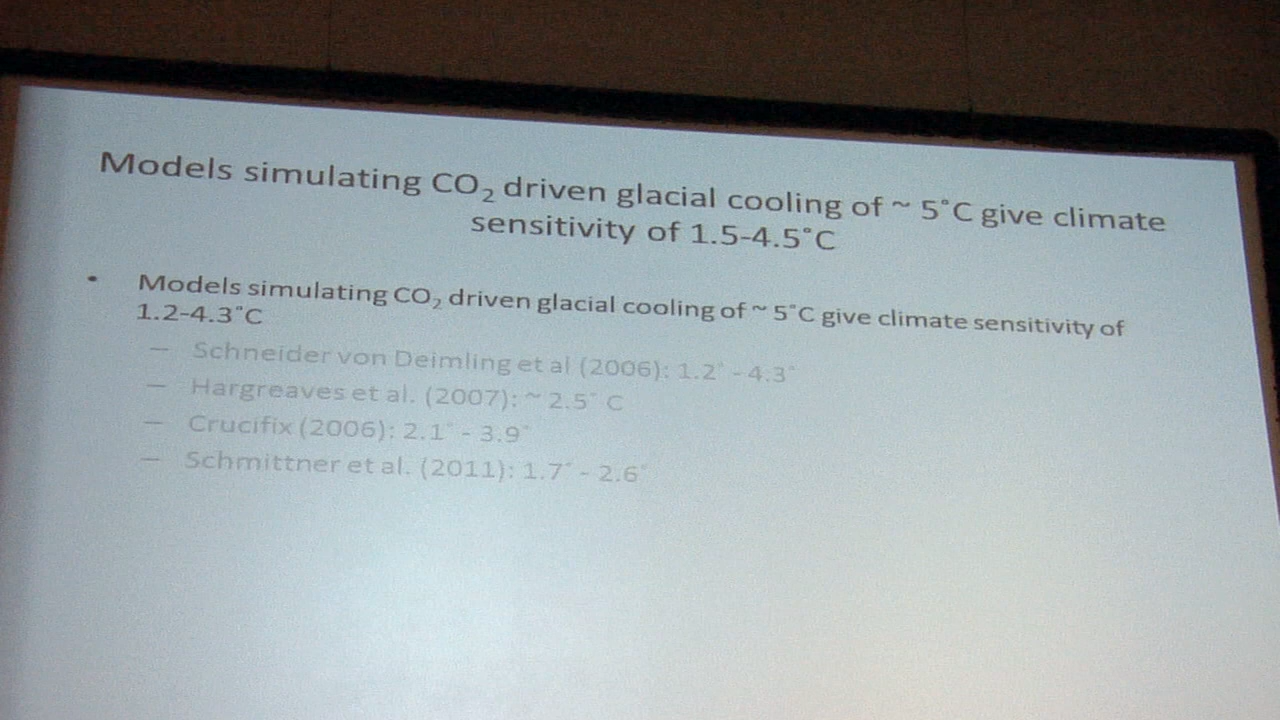 Models simulating CO₂ driven glacial cooling of ~ 5˚C give climate
sensitivity of 1.5-4.5˚C
• Models simulating CO₂ driven glacial cooling of ~ 5˚C give climate sensitivity of
1.2-4.3˚C
– Schneider von Deimling et al (2006): 1.2˚ - 4.3˚
– Hargreaves et al. (2007): ~ 2.5˚ C
– Crucifix (2006): 2.1˚ - 3.9˚
– Schmittner et al. (2011): 1.7˚ - 2.6˚